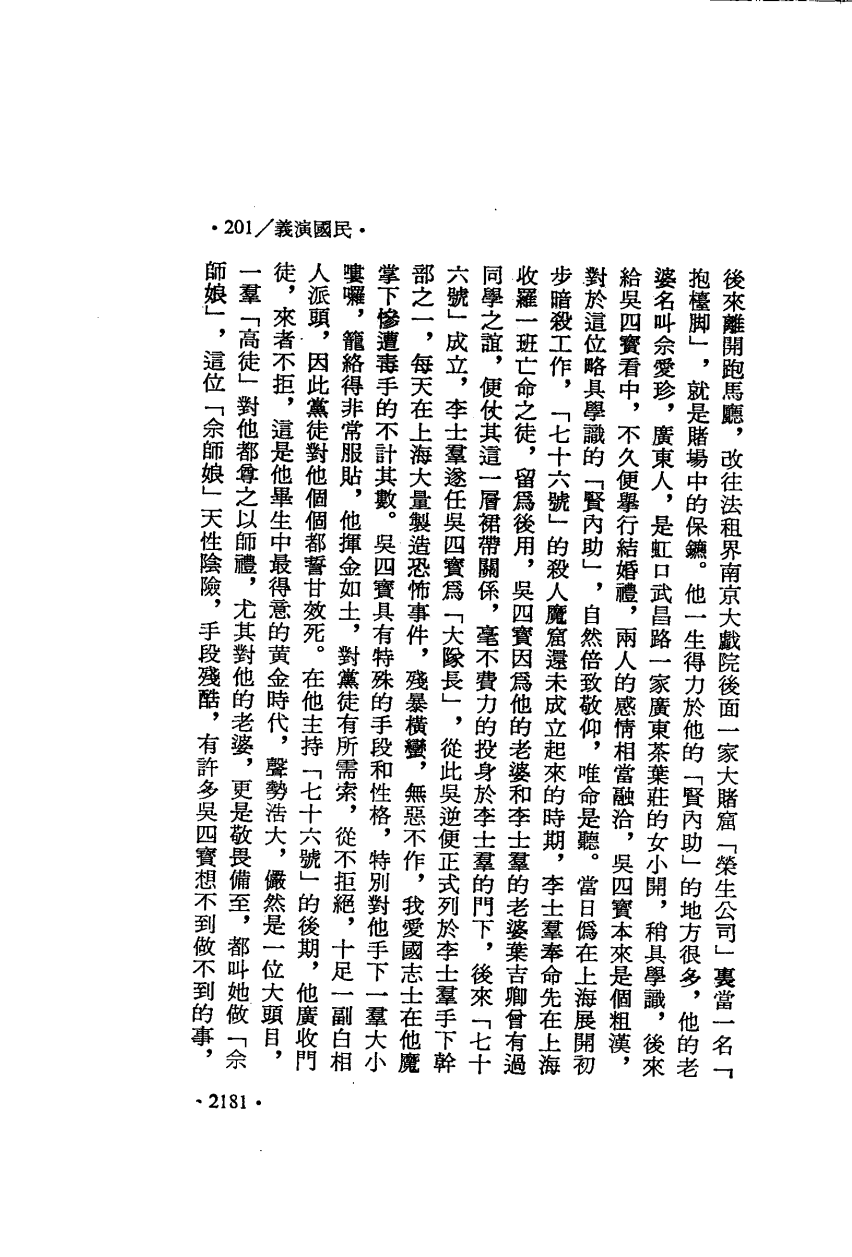 •201／義演國民•
後來離開跑馬廳，改往法租界南京大戲院後面一家大賭窟「榮生公司」裏當一名「
抱檯脚」，就是賭場中的保鑣。他一生得力於他的「賢內助」的地方很多，他的老
婆名叫佘愛珍，廣東人，是虹口武昌路一家廣東茶葉莊的女小開，稍具學識，後來
給吳四寶看中，不久便舉行結婚禮，兩人的感情相當融洽，吳四寶本來是個粗漢，
對於這位略具學識的「賢內助」，自然倍致敬仰，唯命是聽。當日僞在上海展開初
步暗殺工作，「七十六號」的殺人魔窟還未成立起來的時期，李士羣奉命先在上海
收羅一班亡命之徒，留爲後用，吳四寶因爲他的老婆和李士羣的老婆葉吉卿曾有過
同學之誼，便仗其這一層裙帶關係，毫不費力的投身於李士羣的門下，後來「七十
六號」成立，李士羣遂任吳四寶爲「大隊長」，從此吳逆便正式列於李士羣手下幹
部之一，每天在上海大量製造恐怖事件，殘暴橫蠻，無惡不作，我愛國志士在他魔
掌下慘遭毒手的不計其數。吳四寶具有特殊的手段和性格，特別對他手下一羣大小
嘍囉，籠絡得非常服貼，他揮金如土，對黨徒有所需索，從不拒絕，十足一副白相
人派頭，因此黨徒對他個個都誓甘效死。在他主持「七十六號」的後期，他廣收門
徒，來者不拒，這是他畢生中最得意的黃金時代，聲勢浩大，儼然是一位大頭目，
一羣「高徒」對他都尊之以師禮，尤其對他的老婆，更是敬畏備至，都叫她做「佘
師娘」，這位「佘師娘」天性陰險，手段殘酷，有許多吳四寶想不到做不到的事，
•2181•